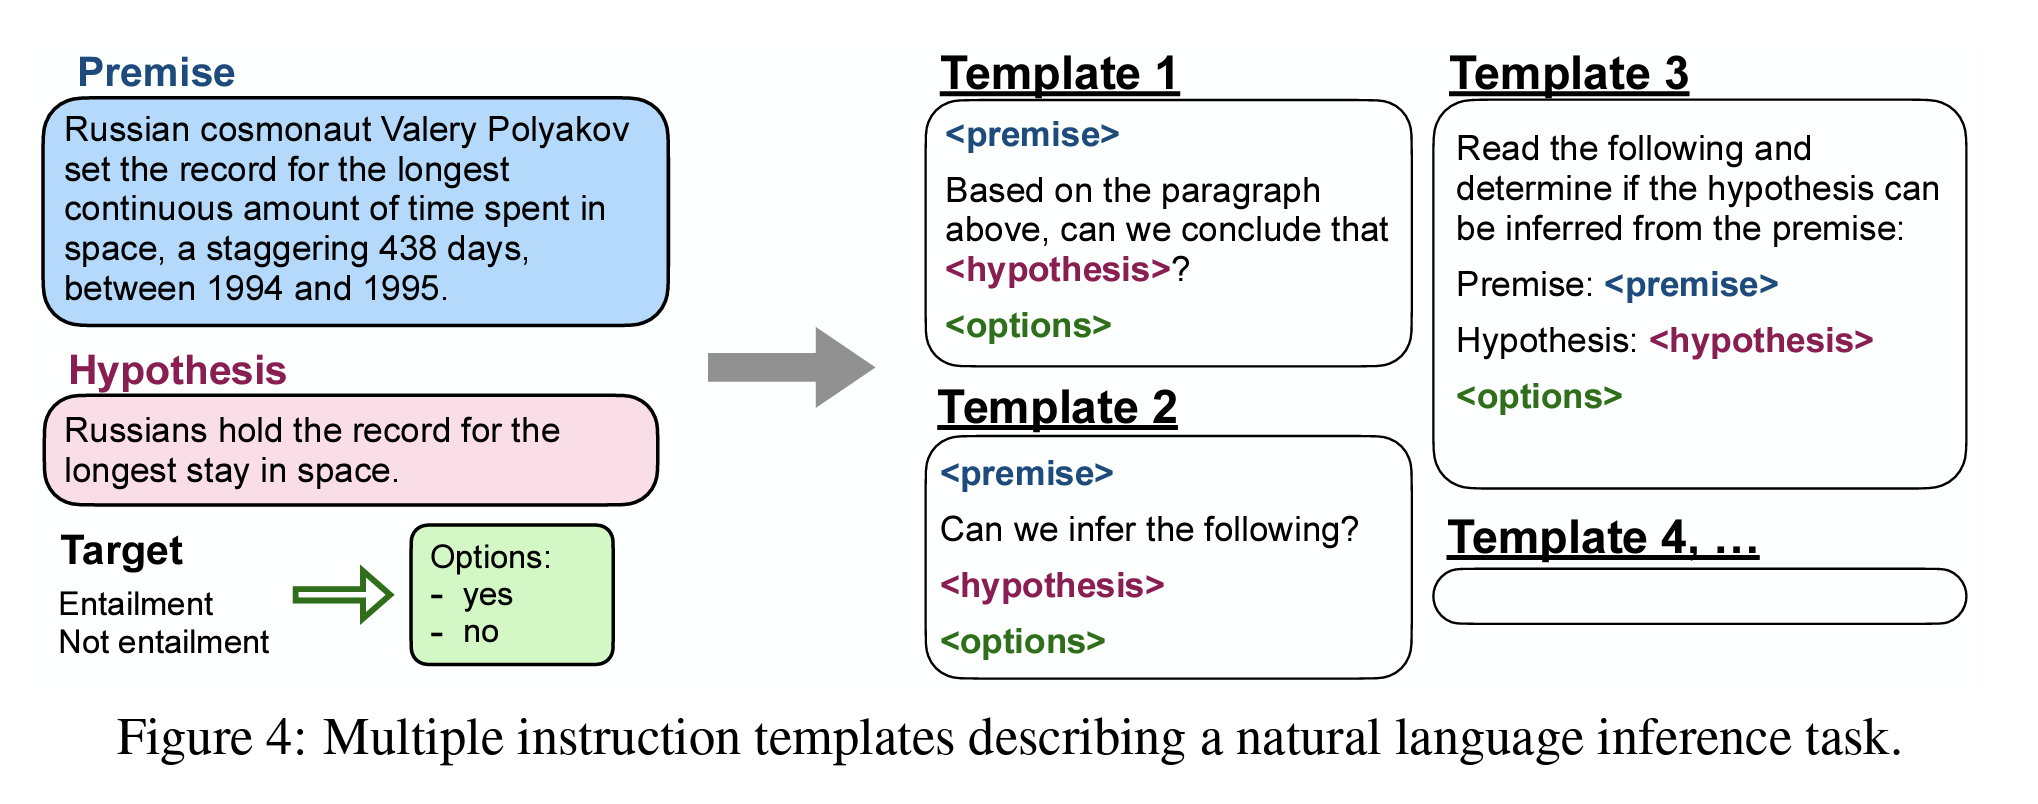 Premise
Russian cosmonaut Valery Polyakov
set the record for the longest
continuous amount of time spent in
space, a staggering 438 days,
between 1994 and 1995.
Hypothesis
Russians hold the record for the
longest stay in space.
Target
Entailment
Not entailment
Options:
- yes
- no
Template 1
<premise>
Based on the paragraph
above, can we conclude that
<hypothesis>?
<options>
Template 2
<premise>
Can we infer the following?
<hypothesis>
<options>
Template 3
Read the following and
determine if the hypothesis can
be inferred from the premise:
Premise: <premise>
Hypothesis: <hypothesis>
<options>
Template 4, …
Figure 4: Multiple instruction templates describing a natural language inference task.